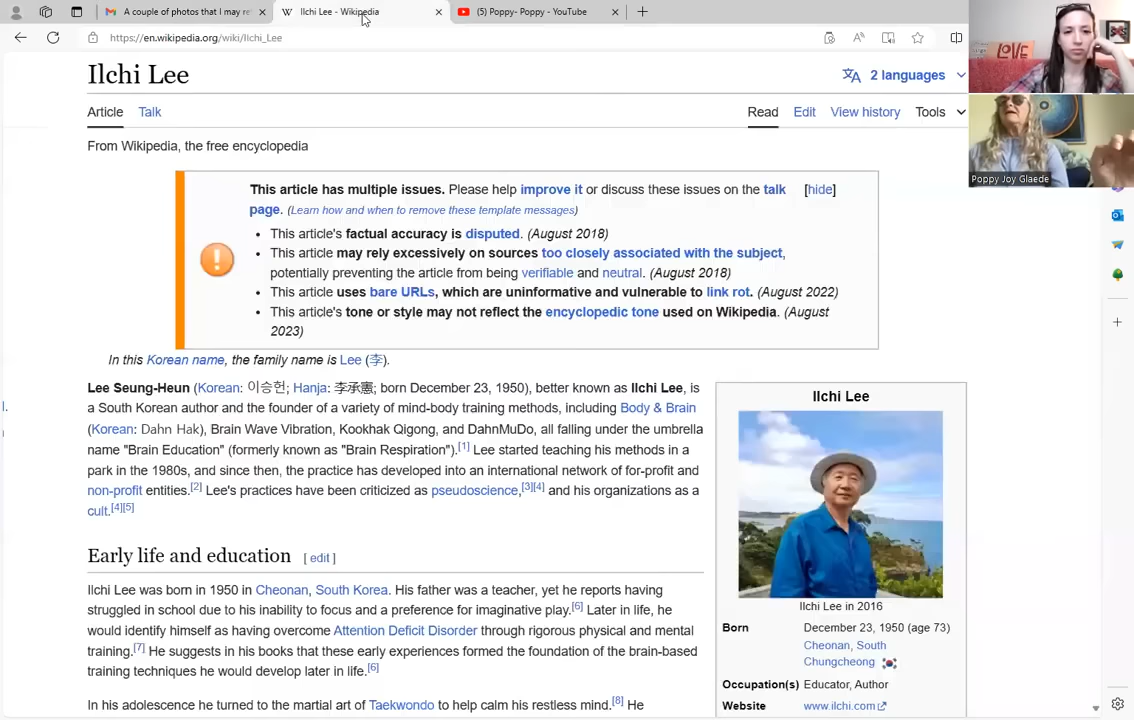 A couple of photos that I may re
Ilchi Lee - Wikipedia
(5) Poppy- Poppy - YouTube
https://en.wikipedia.org/wiki/Ilchi_Lee
Ilchi Lee
2 languages
Article Talk
Read Edit View history Tools
From Wikipedia, the free encyclopedia
This article has multiple issues. Please help improve it or discuss these issues on the talk [hide]
page. (Learn how and when to remove these template messages)
• This article's factual accuracy is disputed. (August 2018)
• This article may rely excessively on sources too closely associated with the subject,
potentially preventing the article from being verifiable and neutral. (August 2018)
• This article uses bare URLs, which are uninformative and vulnerable to link rot. (August 2022)
• This article's tone or style may not reflect the encyclopedic tone used on Wikipedia. (August
2023)
In this Korean name, the family name is Lee (李).
Lee Seung-Heun (Korean: 이승헌; Hanja: 李承憲; born December 23, 1950), better known as Ilchi Lee, is
a South Korean author and the founder of a variety of mind-body training methods, including Body & Brain
(Korean: Dahn Hak), Brain Wave Vibration, Kookhak Qigong, and DahnMuDo, all falling under the umbrella
name "Brain Education" (formerly known as "Brain Respiration").[1] Lee started teaching his methods in a
park in the 1980s, and since then, the practice has developed into an international network of for-profit and
non-profit entities.[2] Lee's practices have been criticized as pseudoscience,[3][4] and his organizations as a
cult.[4][5]
Early life and education [ edit ]
Ilchi Lee was born in 1950 in Cheonan, South Korea. His father was a teacher, yet he reports having
struggled in school due to his inability to focus and a preference for imaginative play.[6] Later in life, he
would identify himself as having overcome Attention Deficit Disorder through rigorous physical and mental
training.[7] He suggests in his books that these early experiences formed the foundation of the brain-based
training techniques he would develop later in life.[6]
In his adolescence he turned to the martial art of Taekwondo to help calm his restless mind.[8] He
Ilchi Lee
Ilchi Lee in 2016
Born December 23, 1950 (age 73)
Cheonan, South
Chungcheong
Occupation(s) Educator, Author
Website www.ilchi.com
LOVE
Poppy Joy Glaede